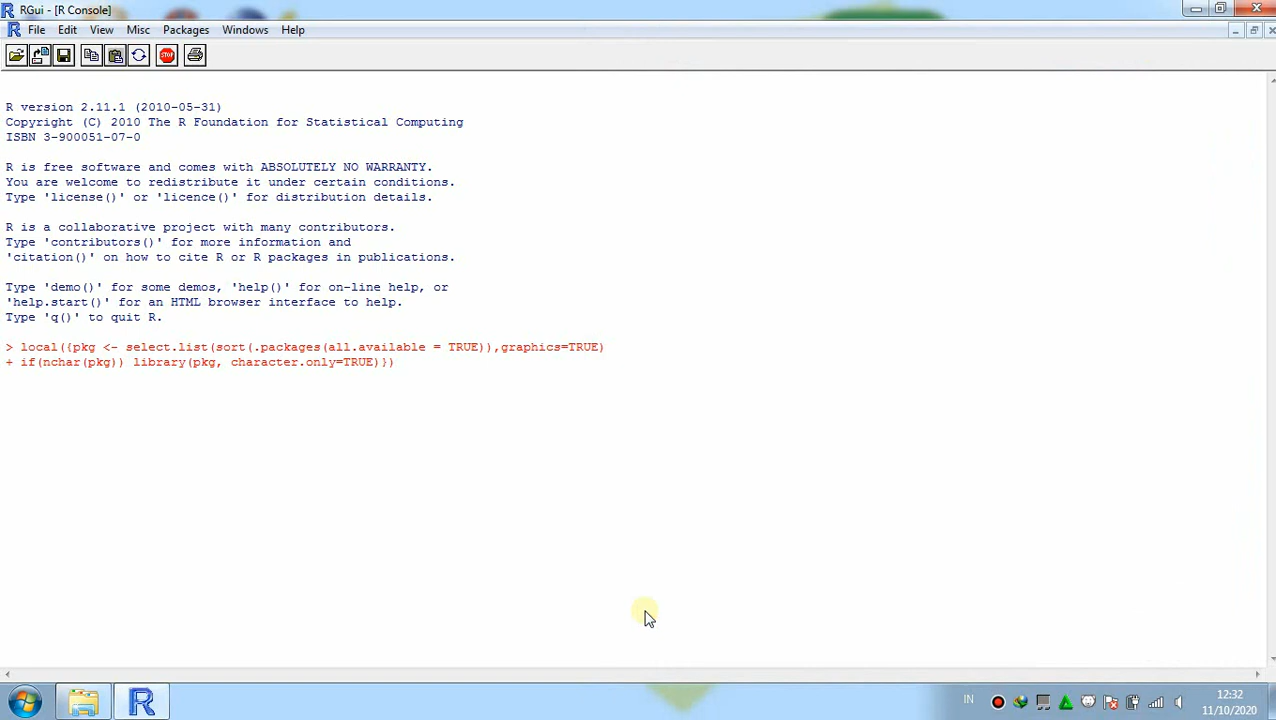 RGui - [R Console]
File Edit View Misc Packages Windows Help
STOP
R version 2.11.1 (2010-05-31)
Copyright (C) 2010 The R Foundation for Statistical Computing
ISBN 3-900051-07-0
R is free software and comes with ABSOLUTELY NO WARRANTY.
You are welcome to redistribute it under certain conditions.
Type 'license()' or 'licence()' for distribution details.
R is a collaborative project with many contributors.
Type 'contributors()' for more information and
'citation()' on how to cite R or R packages in publications.
Type 'demo()' for some demos, 'help()' for on-line help, or
'help.start()' for an HTML browser interface to help.
Type 'q()' to quit R.
> local({pkg <- select.list(sort(.packages(all.available = TRUE)),graphics=TRUE)
+ if(nchar(pkg)) library(pkg, character.only=TRUE)})
IN
12:32
11/10/2020